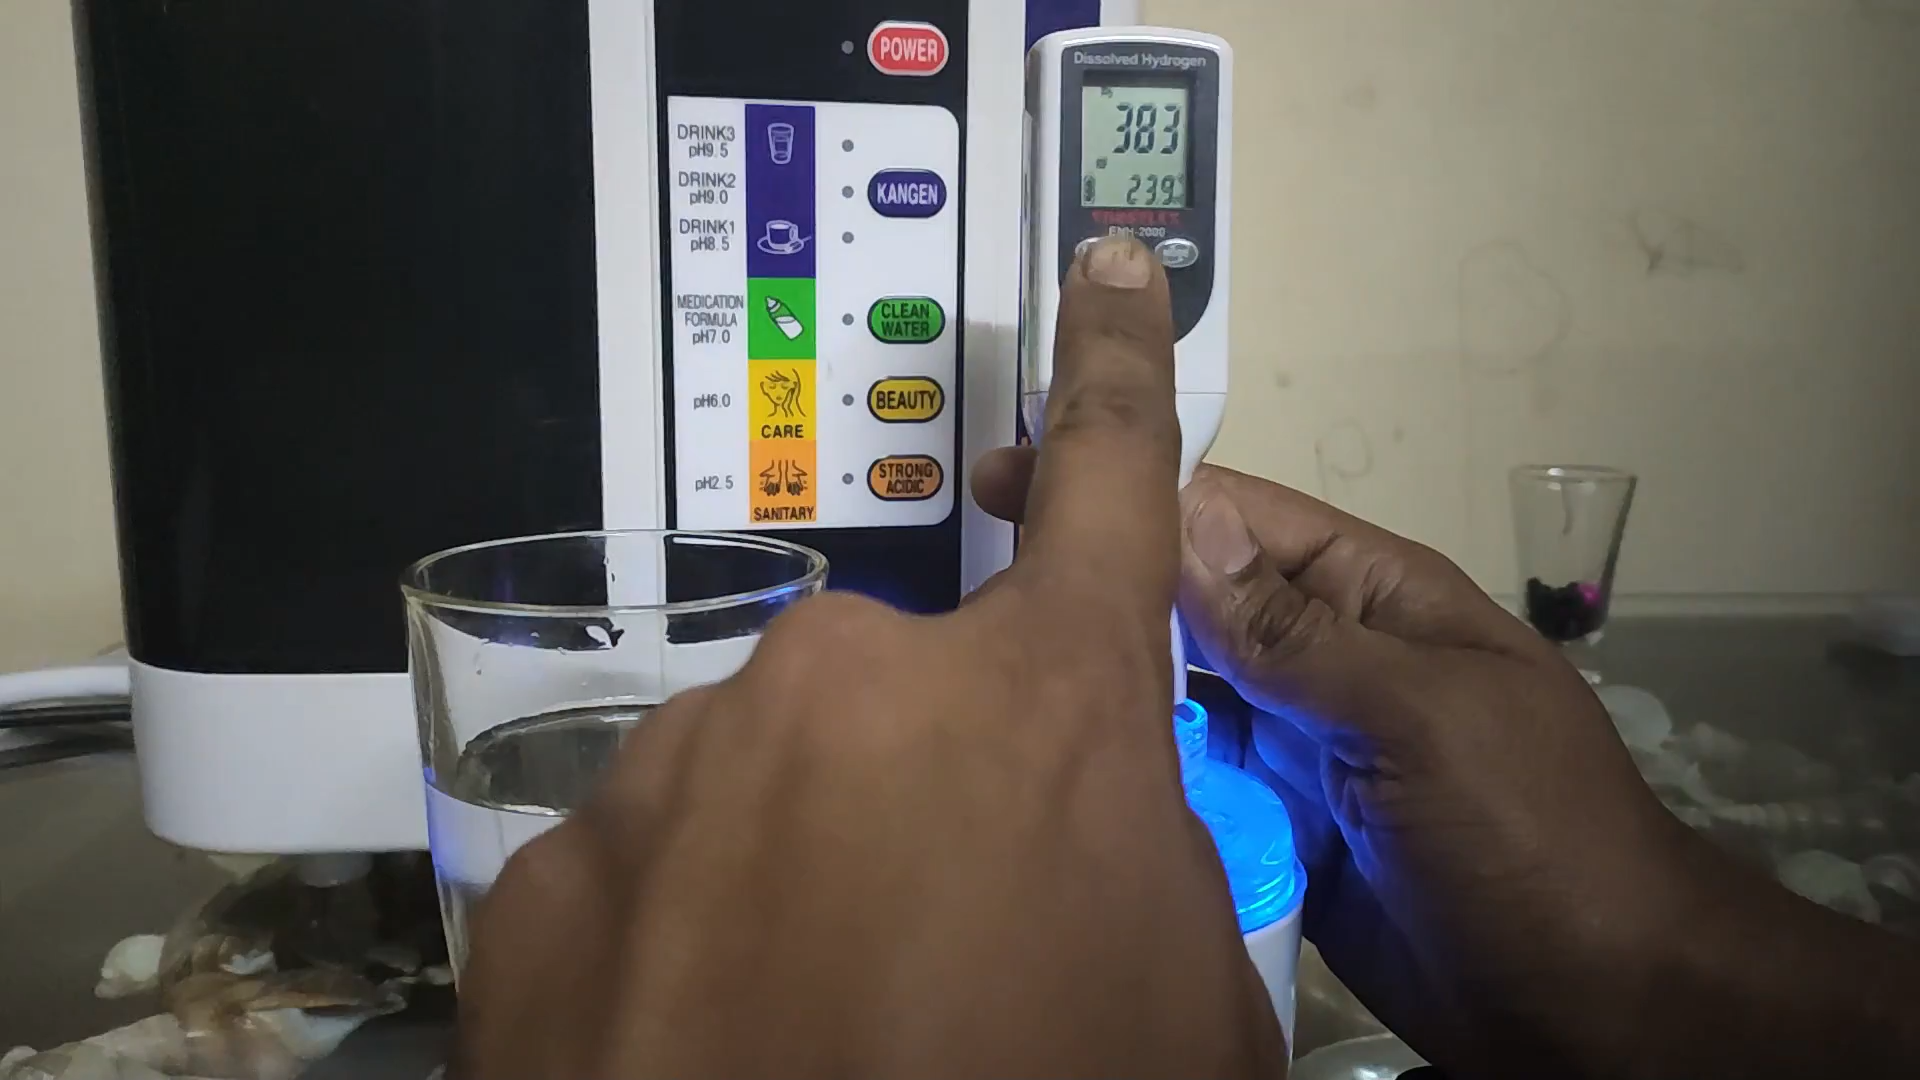 POWER
DRINK3
pH9.5
DRINK2
pH9.0
KANGEN
DRINK1
pH8.5
MEDICATION
FORMULA
pH7.0
CLEAN
WATER
pH6.0
BEAUTY
CARE
pH2.5
STRONG
ACIDIC
SANITARY
Dissolved Hydrogen
383
23.9
ENH-2000